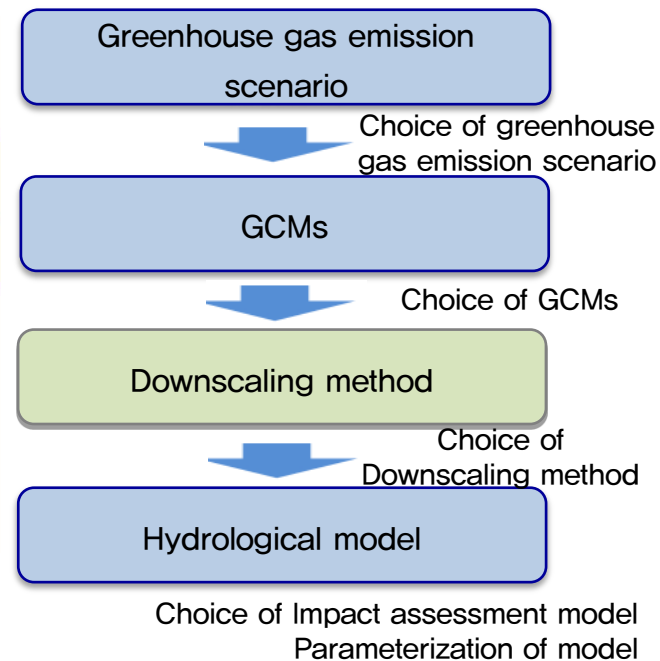 Greenhouse gas emission
scenario
Choice of greenhouse
gas emission scenario
GCMs
Choice of GCMs
Downscaling method
Choice of
Downscaling method
Hydrological model
Choice of Impact assessment model
Parameterization of model